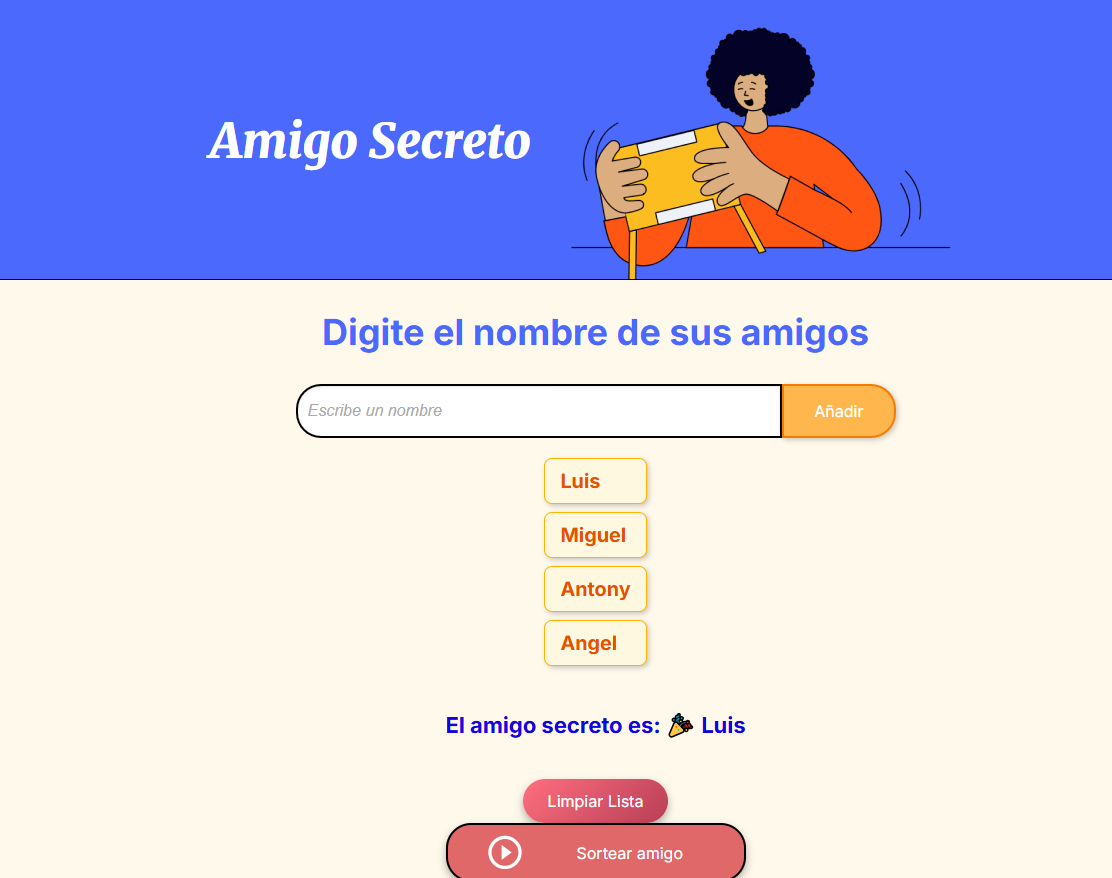 Amigo Secreto
Digite el nombre de sus amigos
Escribe un nombre
Añadir
Luis
Miguel
Antony
Angel
El amigo secreto es: 🎉 Luis
Limpiar Lista
Sortear amigo